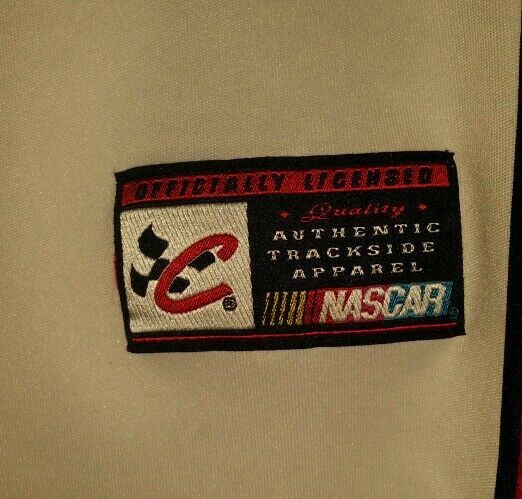 OFFICIALLY LICENSED
Quality
AUTHENTIC
TRACKSIDE
APPAREL
C®
NASCAR®